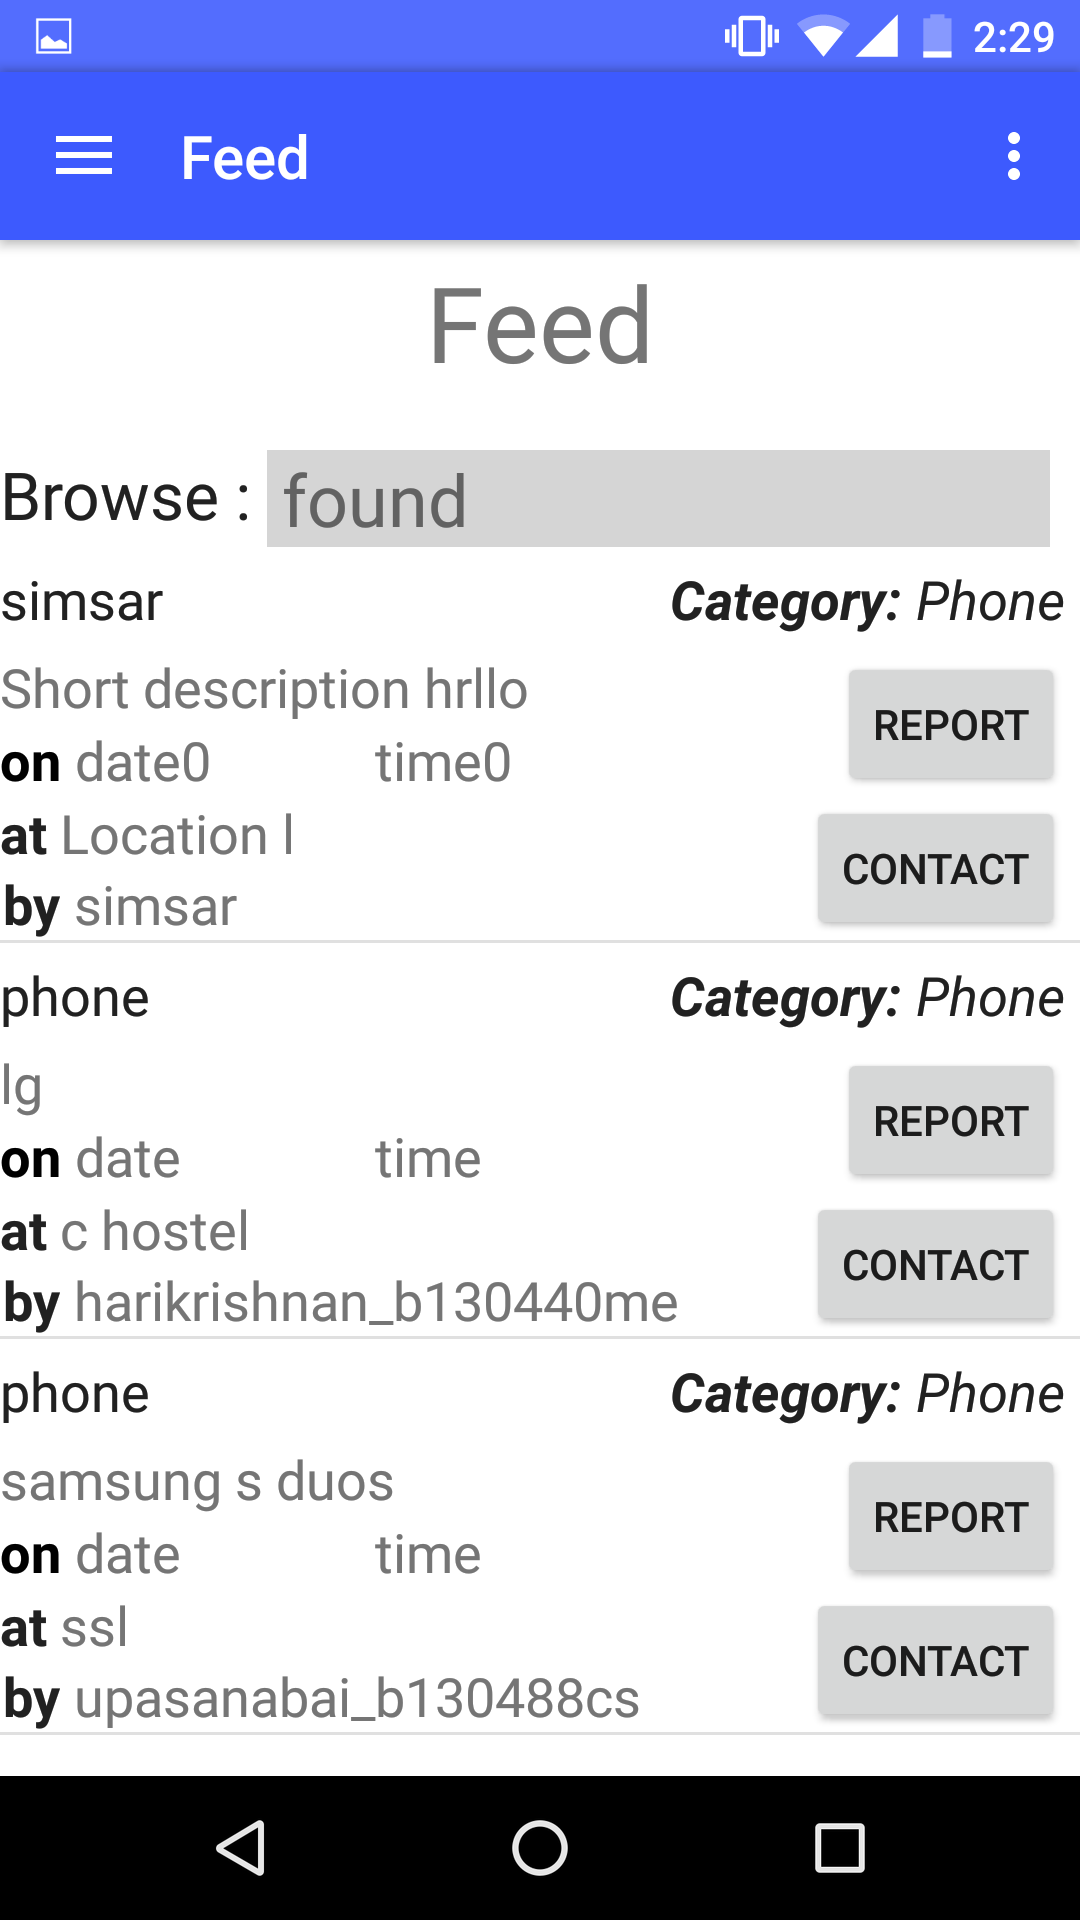 2:29
Feed
Feed
Browse : found
simsar Category: Phone
Short description hrllo
REPORT
on date0 time0
at Location l
CONTACT
by simsar
phone Category: Phone
lg
REPORT
on date time
at c hostel
CONTACT
by harikrishnan_b130440me
phone Category: Phone
samsung s duos
REPORT
on date time
at ssl
CONTACT
by upasanabai_b130488cs